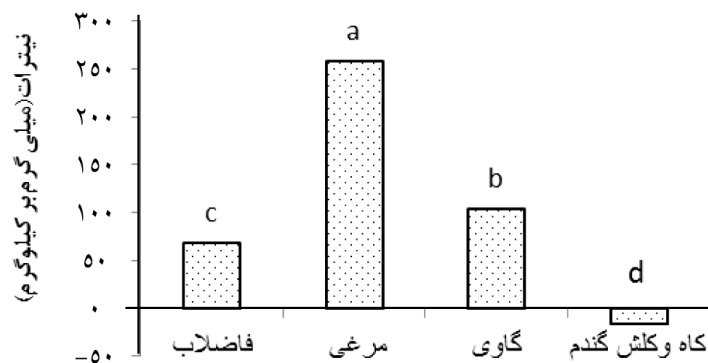 نیترات(میلی گرم بر کیلوگرم)
۳۰۰
۲۵۰
۲۰۰
۱۵۰
۱۰۰
۵۰
۰
-۵۰
c
a
b
d
فاضلاب
مرغی
گاوی
کاه وکلش گندم